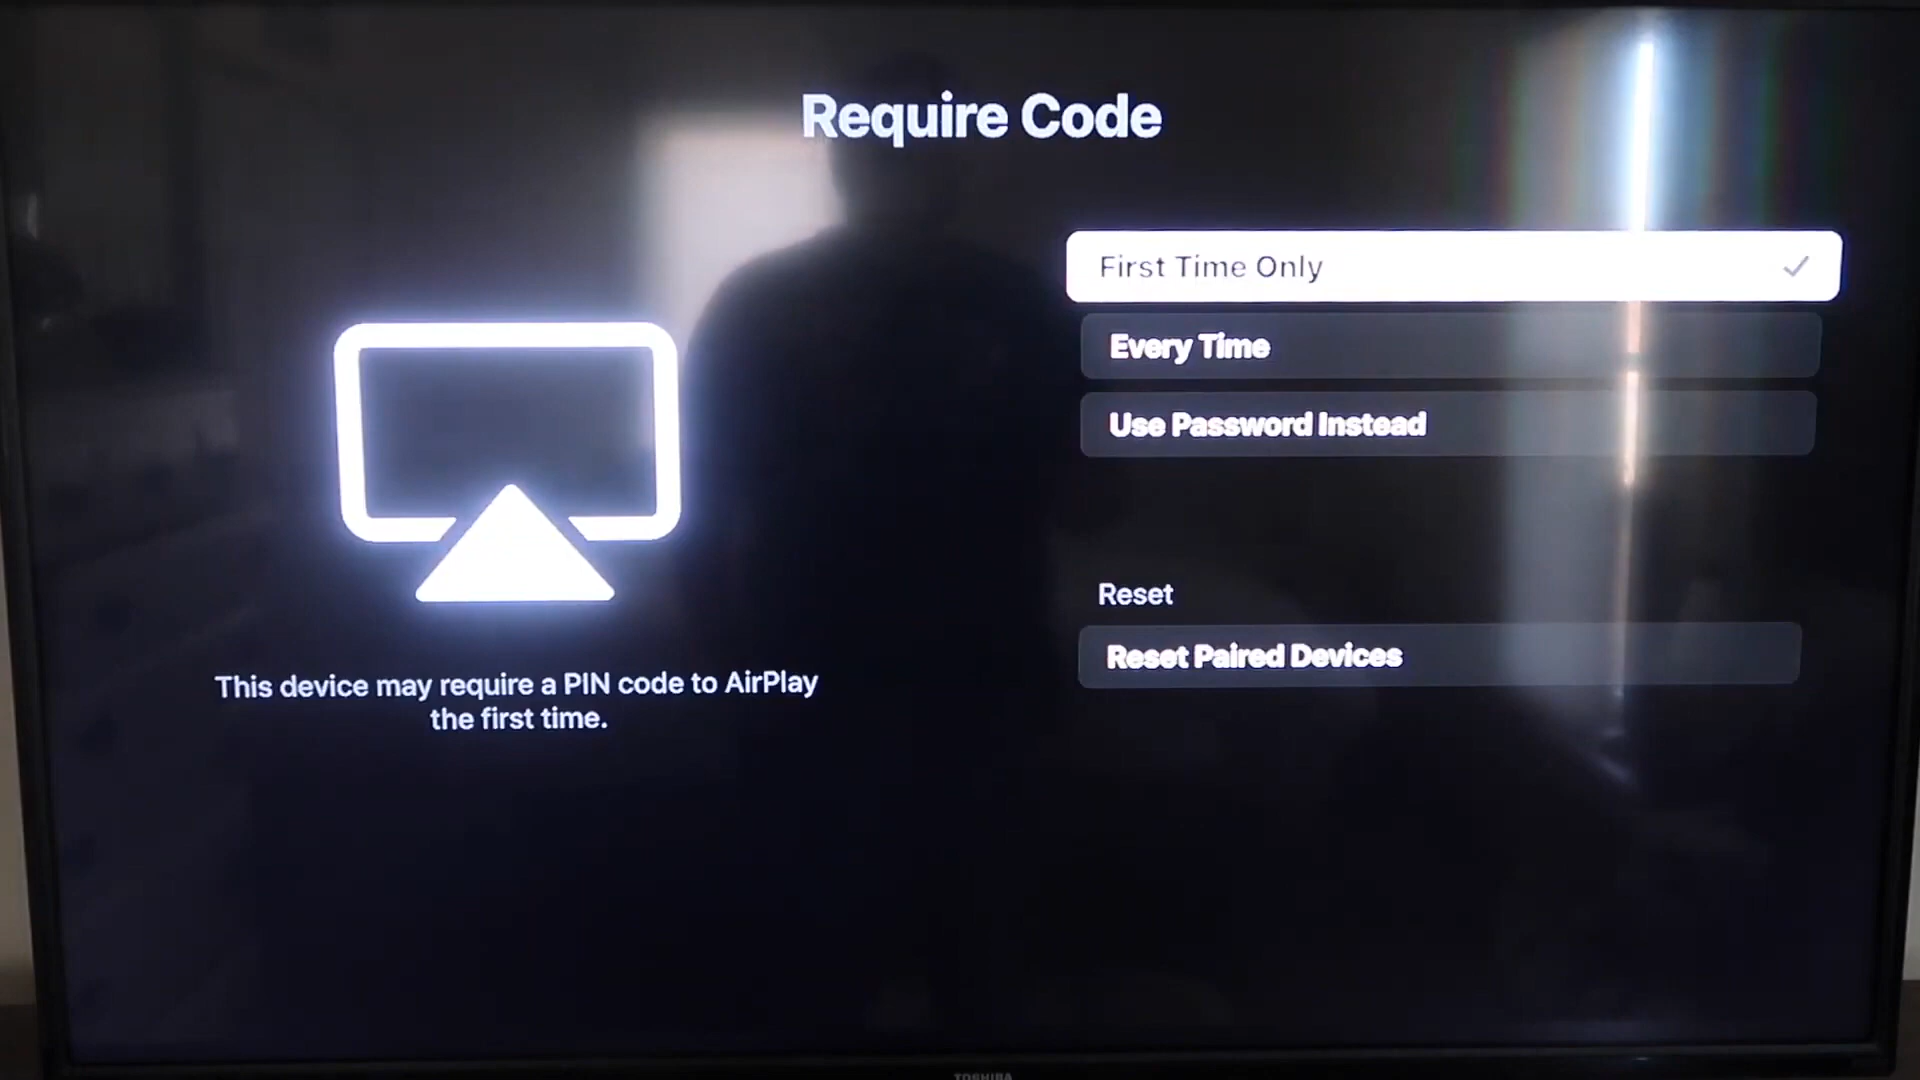 Require Code
First Time Only
Every Time
Use Password Instead
Reset
Reset Paired Devices
This device may require a PIN code to AirPlay
the first time.
TOSHIBA